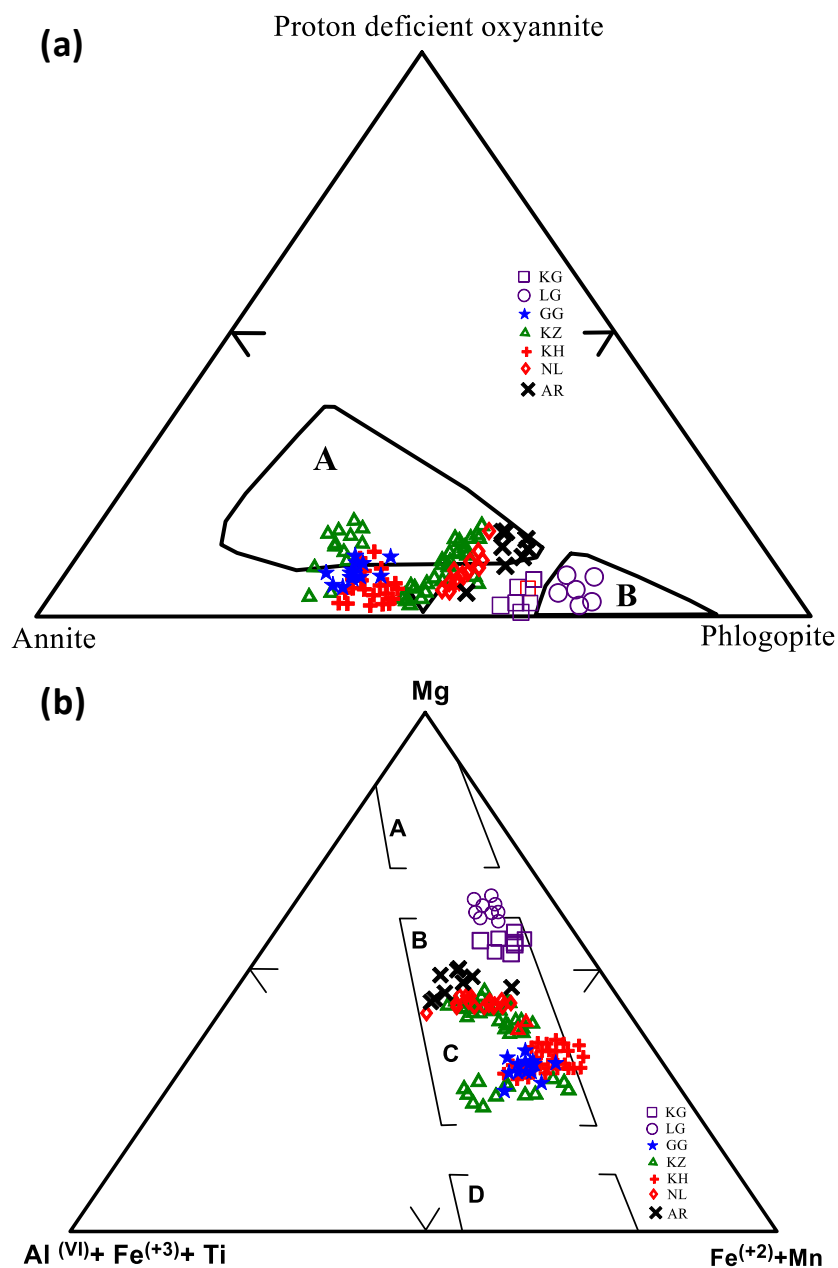 (a)
Proton deficient oxyannite
KG
LG
GG
KZ
KH
NL
AR
A
B
Annite
Phlogopite
(b)
Mg
A
B
C
KG
LG
GG
KZ
KH
NL
AR
D
Al (VI)+ Fe(+3)+ Ti
Fe(+2)+Mn